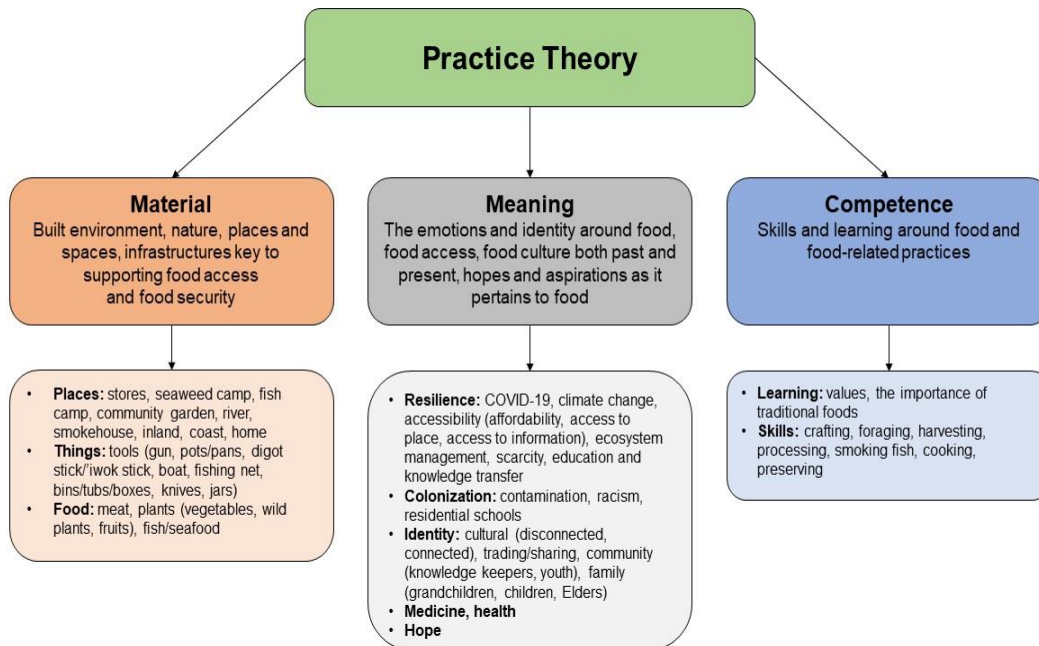 Practice Theory
Material
Built environment, nature, places and
spaces, infrastructures key to
supporting food access
and food security
Meaning
The emotions and identity around food,
food access, food culture both past and
present, hopes and aspirations as it
pertains to food
Competence
Skills and learning around food and
food-related practices
• Places: stores, seaweed camp, fish
camp, community garden, river,
smokehouse, inland, coast, home
• Things: tools (gun, pots/pans, digot
stick/'iwok stick, boat, fishing net,
bins/tubs/boxes, knives, jars)
• Food: meat, plants (vegetables, wild
plants, fruits), fish/seafood
• Resilience: COVID-19, climate change,
accessibility (affordability, access to
place, access to information), ecosystem
management, scarcity, education and
knowledge transfer
• Colonization: contamination, racism,
residential schools
• Identity: cultural (disconnected,
connected), trading/sharing, community
(knowledge keepers, youth), family
(grandchildren, children, Elders)
• Medicine, health
• Hope
• Learning: values, the importance of
traditional foods
• Skills: crafting, foraging, harvesting,
processing, smoking fish, cooking,
preserving